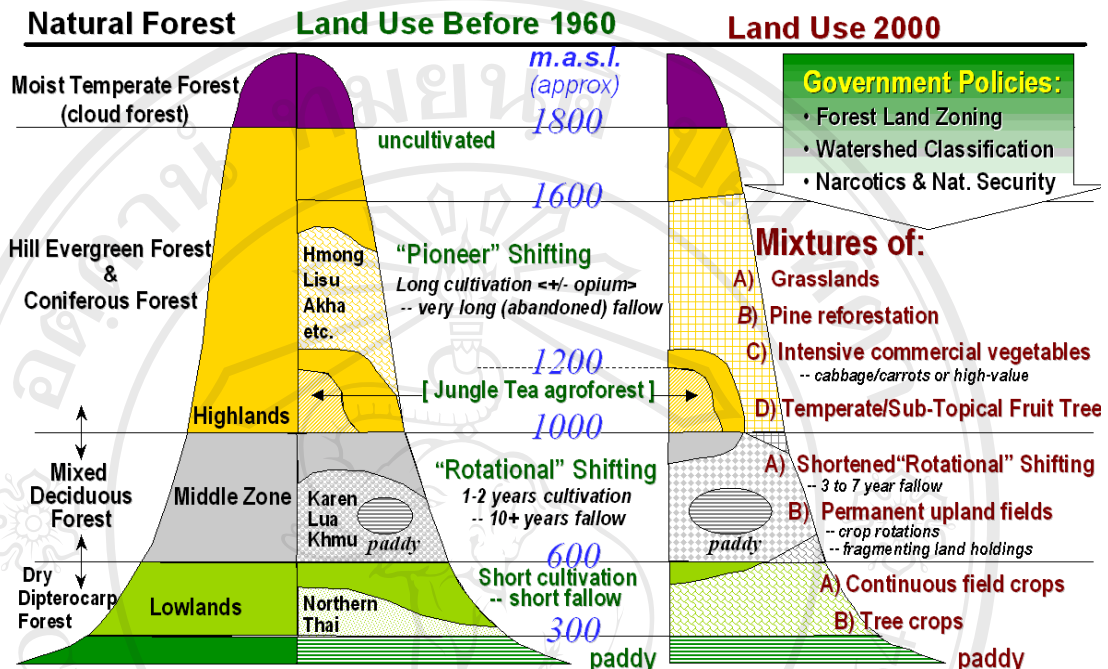 Natural Forest
Land Use Before 1960
Land Use 2000
m.a.s.l.
(approx)
Moist Temperate Forest
(cloud forest)
1800
uncultivated
Government Policies:
• Forest Land Zoning
• Watershed Classification
• Narcotics & Nat. Security
1600
Hill Evergreen Forest
&
Coniferous Forest
Hmong
Lisu
Akha
etc.
“Pioneer” Shifting
Long cultivation <+/- opium>
-- very long (abandoned) fallow
Mixtures of:
A) Grasslands
B) Pine reforestation
C) Intensive commercial vegetables
-- cabbage/carrots or high-value
D) Temperate/Sub-Topical Fruit Tree
1200
[ Jungle Tea agroforest ]
Highlands
1000
Mixed
Deciduous
Forest
Middle Zone
Karen
Lua
Khmu
paddy
“Rotational” Shifting
1-2 years cultivation
-- 10+ years fallow
paddy
A) Shortened“Rotational” Shifting
-- 3 to 7 year fallow
B) Permanent upland fields
-- crop rotations
-- fragmenting land holdings
600
Dry
Dipterocarp
Forest
Lowlands
Northern
Thai
Short cultivation
-- short fallow
A) Continuous field crops
B) Tree crops
300
paddy
paddy